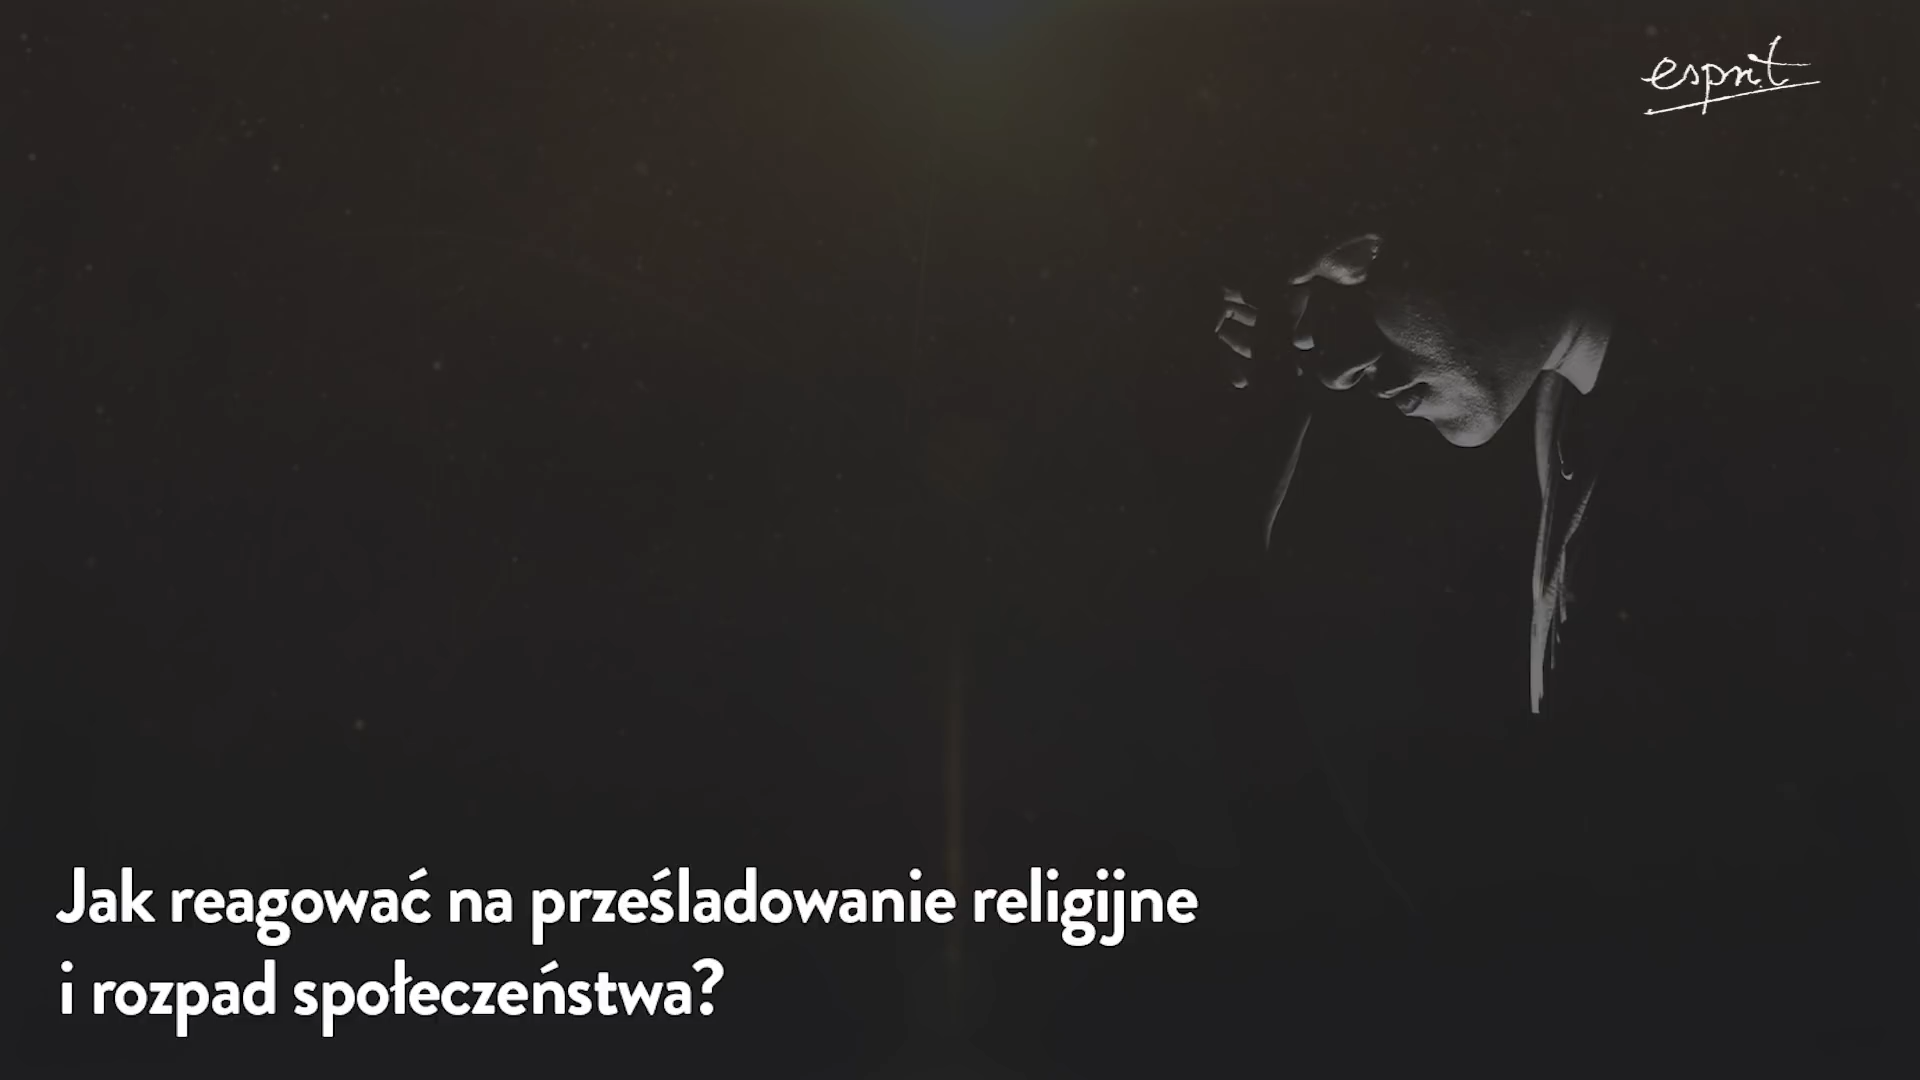 esprit
Jak reagować na prześladowanie religijne
i rozpad społeczeństwa?